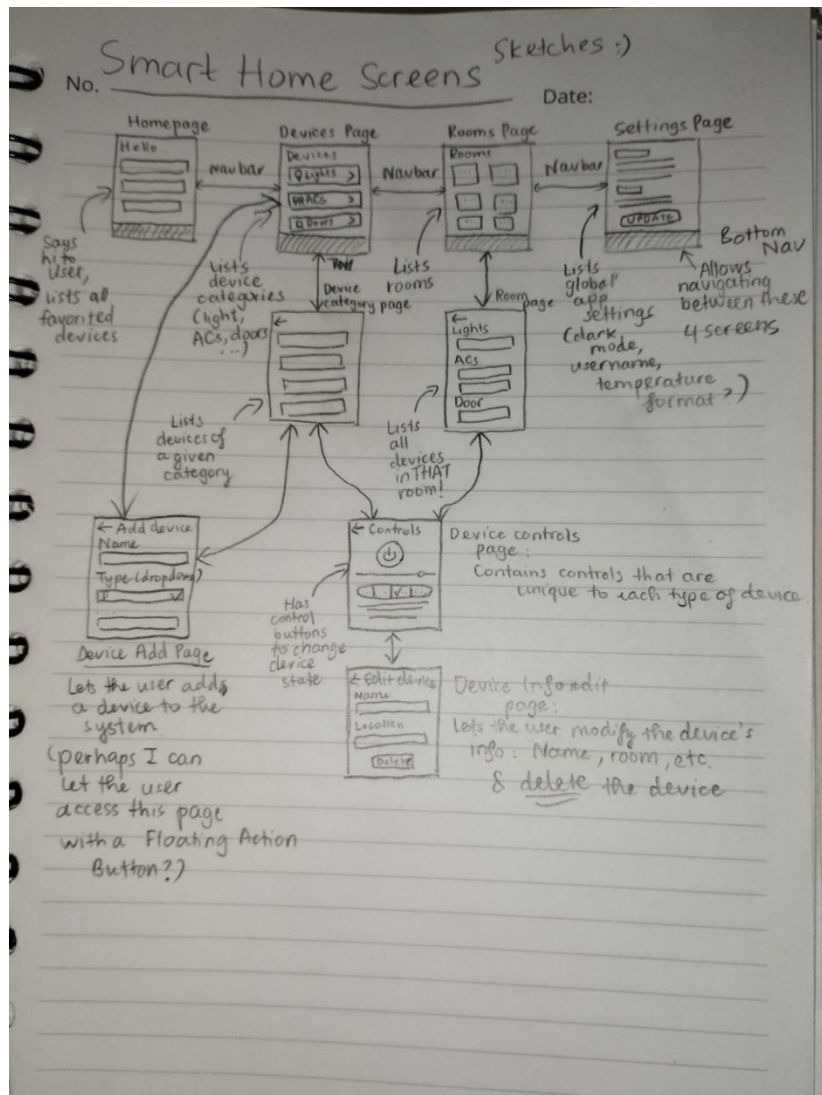 Smart Home Screens
Sketches :)
No.
Date:
Homepage
Hello
Navbar
Says
hi to
User,
lists all
favorited
devices
Devices Page
Devices
Lights >
ACs >
Doors >
Navbar
Lists
device
categories
(light,
ACs, doors
...)
Rooms Page
Rooms
Navbar
Lists
rooms
Settings Page
UPDATE
Lists
global
app
settings
(dark
mode,
username,
temperature
format,)
Bottom
Nav
Allows
navigating
between these
4 screens
Device
category page
←
Lists
devices of
a given
category
Room
page
←
Lights
ACs
Door
Lists
all
devices
in THAT
room!
← Add device
Name
Type (dropdown)
Device Add Page
Lets the user adds
a device to the
system
(perhaps I can
let the user
access this page
with a Floating Action
Button?)
← Controls
Has
control
buttons
to change
device
state
Device controls
page:
Contains controls that are
unique to each type of device
← Edit device
Name
Location
Delete
Device info edit
page:
Lets the user modify the device's
info: Name, room, etc.
& delete the device